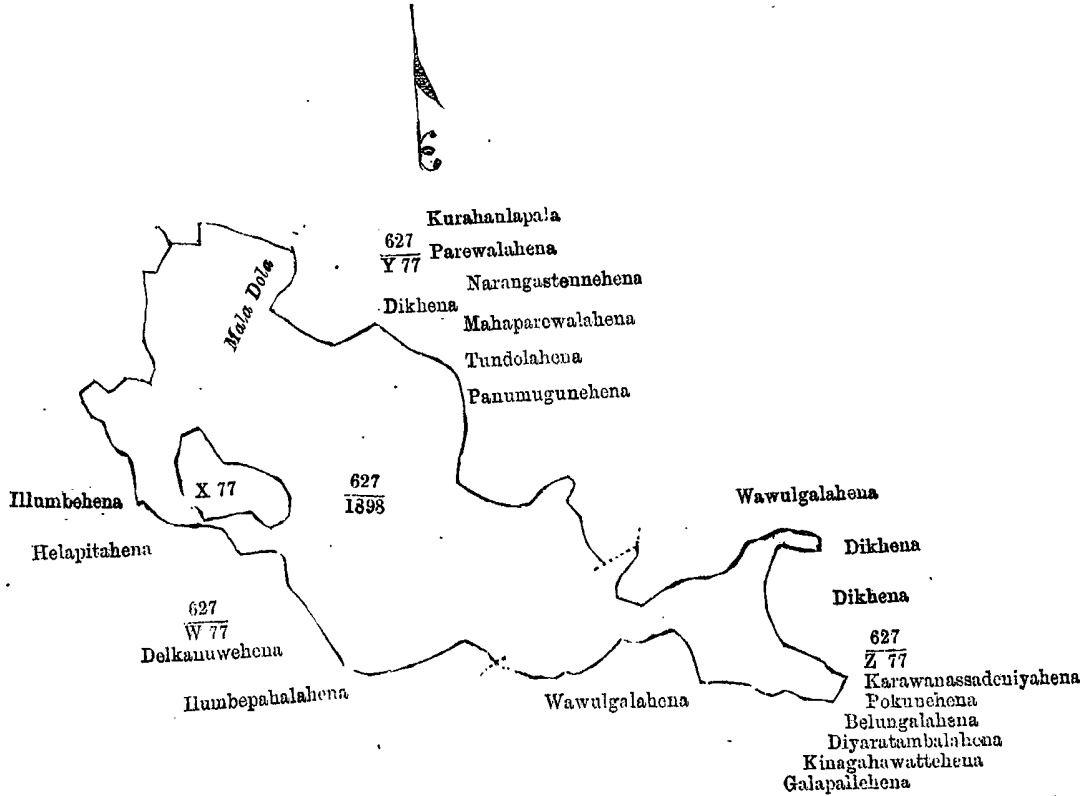 Kurahanlapala
627
Y 77
Parewalahena
Narangastennehena
Dikhena
Mahaparewalahena
Tundolahena
Panumugunehena
Mala Dola
X 77
627
1898
Illumbehena
Helapitahena
Wawulgalahena
Dikhena
Dikhena
627
W 77
Delkanuwehena
Ilumbepahalahena
Wawulgalahena
627
Z 77
Karawanassadeniyahena
Pokunehena
Belungalahena
Diyaratambalahena
Kinagahawattehena
Galapallehena